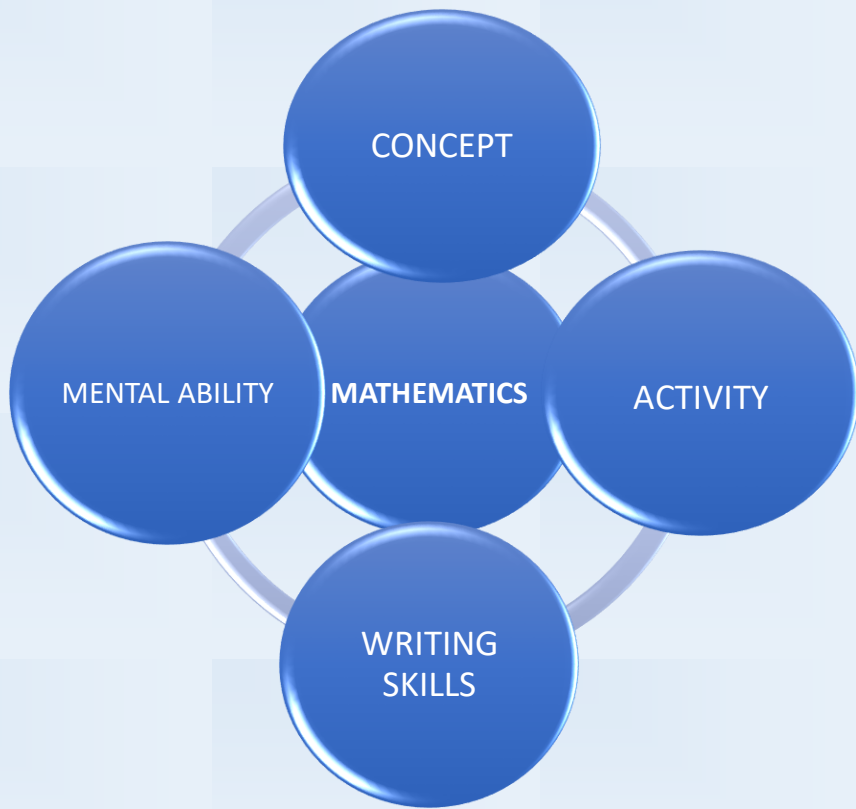 CONCEPT
MENTAL ABILITY
MATHEMATICS
ACTIVITY
WRITING
SKILLS